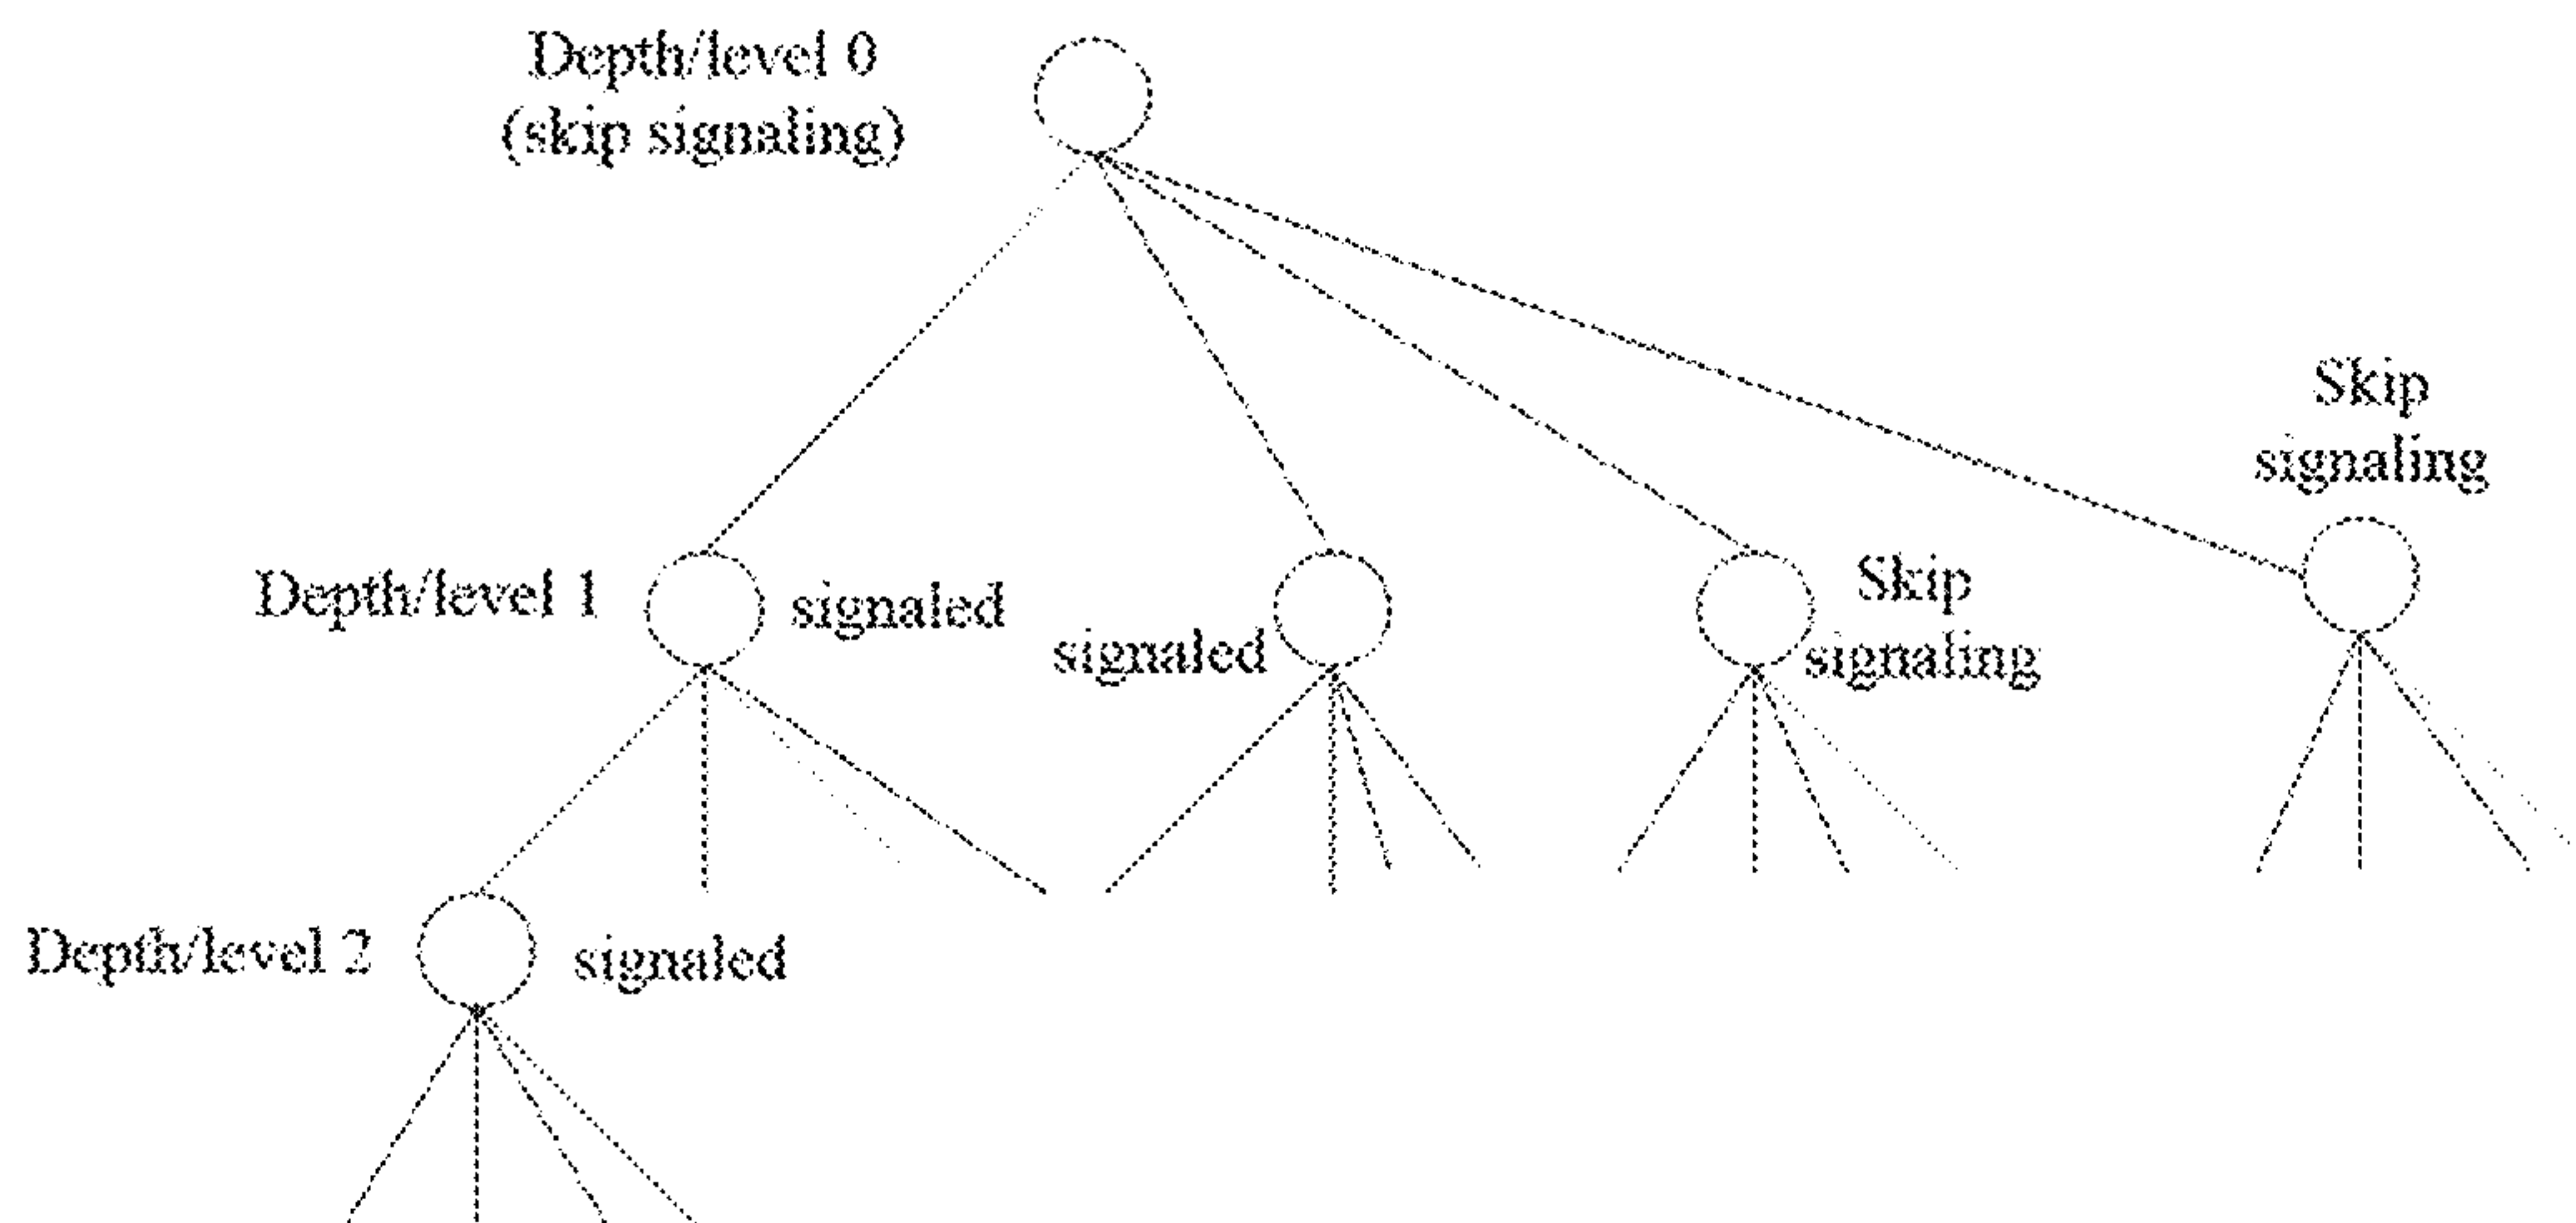 Depth/level 0
(skip signaling)
Skip
signaling
Depth/level 1
signaled
signaled
Skip
signaling
Depth/level 2
signaled